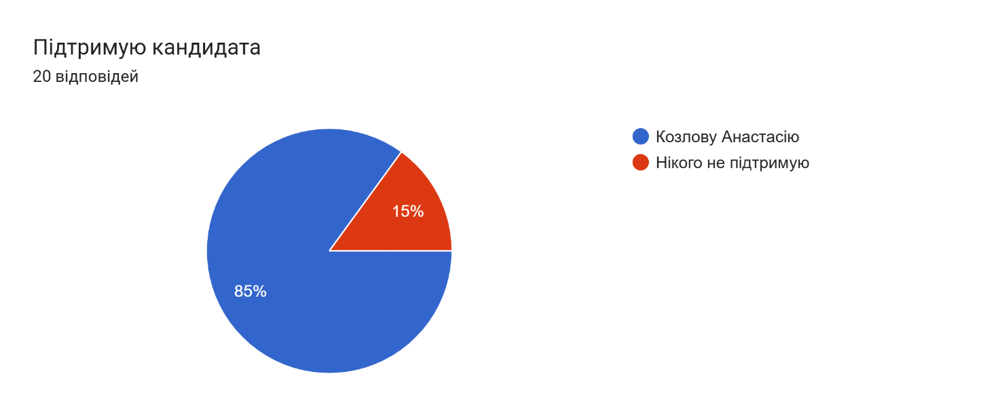 Підтримую кандидата
20 відповідей
Козлову Анастасію
Нікого не підтримую
15%
85%